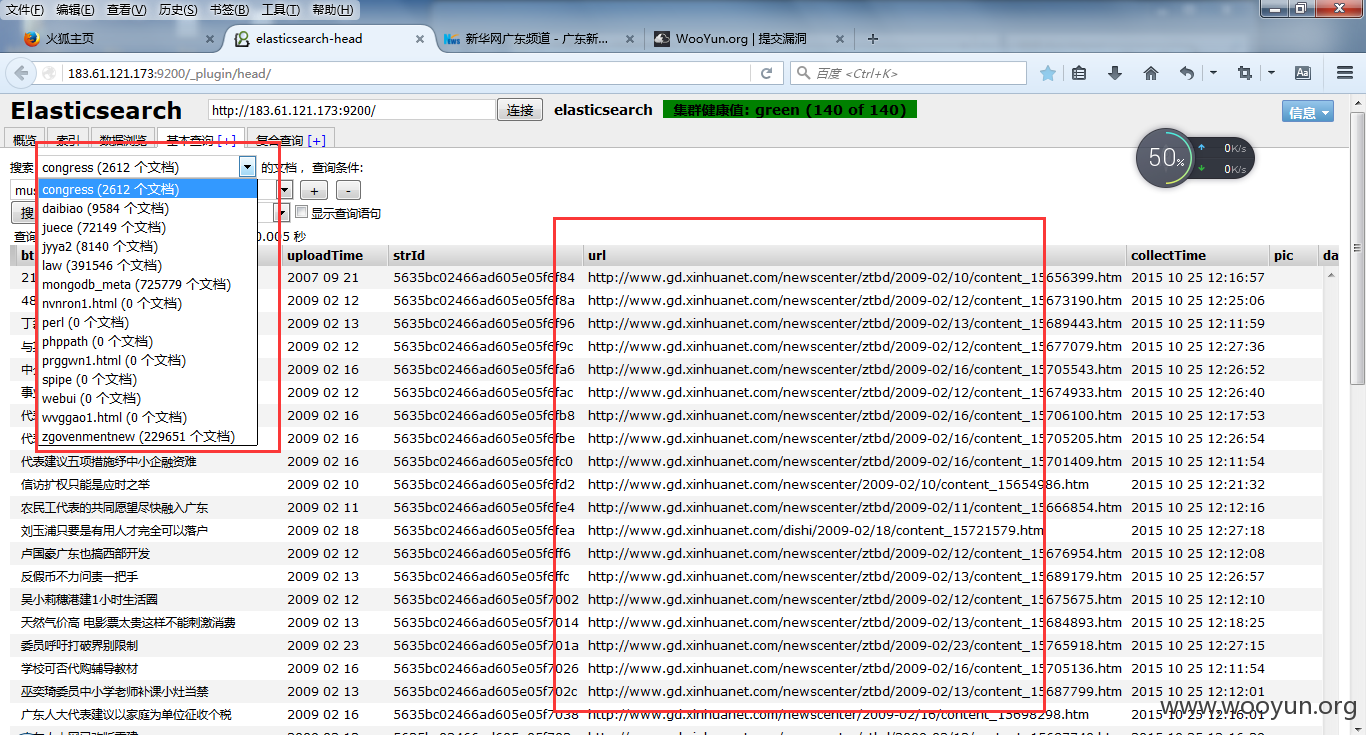 文件(F) 编辑(E) 查看(V) 历史(S) 书签(B) 工具(T) 帮助(H)
火狐主页 × elasticsearch-head × 新华网广东频道 - 广东新... × WooYun.org | 提交漏洞 × +
183.61.121.173:9200/_plugin/head/ 百度 <Ctrl+K>
Elasticsearch http://183.61.121.173:9200/ 连接 elasticsearch 集群健康值: green (140 of 140) 信息
概览 索引 数据浏览 基本查询 [+] 复合查询 [+]
搜索 congress (2612 个文档) 的文档， 查询条件:
50% 0K/s
0K/s
congress (2612 个文档)
daibiao (9584 个文档)
juece (72149 个文档)
jyya2 (8140 个文档)
law (391546 个文档)
mongodb_meta (725779 个文档)
nvnron1.html (0 个文档)
perl (0 个文档)
phppath (0 个文档)
prggwn1.html (0 个文档)
spipe (0 个文档)
webui (0 个文档)
wvggao1.html (0 个文档)
zgovenmentnew (229651 个文档)
+ -
显示查询语句
0.005 秒
uploadTime strId url collectTime pic da
2007 09 21 5635bc02466ad605e05f6f84 http://www.gd.xinhuanet.com/newscenter/ztbd/2009-02/10/content_15656399.htm 2015 10 25 12:16:57
2009 02 12 5635bc02466ad605e05f6f8a http://www.gd.xinhuanet.com/newscenter/ztbd/2009-02/12/content_15673190.htm 2015 10 25 12:25:06
2009 02 13 5635bc02466ad605e05f6f96 http://www.gd.xinhuanet.com/newscenter/ztbd/2009-02/13/content_15689443.htm 2015 10 25 12:11:59
2009 02 12 5635bc02466ad605e05f6f9c http://www.gd.xinhuanet.com/newscenter/ztbd/2009-02/12/content_15677079.htm 2015 10 25 12:27:36
2009 02 16 5635bc02466ad605e05f6fa6 http://www.gd.xinhuanet.com/newscenter/ztbd/2009-02/16/content_15705543.htm 2015 10 25 12:26:52
2009 02 12 5635bc02466ad605e05f6fac http://www.gd.xinhuanet.com/newscenter/ztbd/2009-02/12/content_15674933.htm 2015 10 25 12:26:40
2009 02 16 5635bc02466ad605e05f6fb8 http://www.gd.xinhuanet.com/newscenter/ztbd/2009-02/16/content_15706100.htm 2015 10 25 12:17:53
2009 02 16 5635bc02466ad605e05f6fbe http://www.gd.xinhuanet.com/newscenter/ztbd/2009-02/16/content_15705205.htm 2015 10 25 12:26:54
代表建议五项措施纾中小企融资难 2009 02 16 5635bc02466ad605e05f6fc0 http://www.gd.xinhuanet.com/newscenter/ztbd/2009-02/16/content_15701409.htm 2015 10 25 12:11:54
信访扩权只能是应时之举 2009 02 10 5635bc02466ad605e05f6fd2 http://www.gd.xinhuanet.com/newscenter/2009-02/10/content_15654986.htm 2015 10 25 12:21:32
农民工代表的共同愿望尽快融入广东 2009 02 11 5635bc02466ad605e05f6fe4 http://www.gd.xinhuanet.com/newscenter/ztbd/2009-02/11/content_15666854.htm 2015 10 25 12:12:16
刘玉浦只要是有用人才完全可以落户 2009 02 18 5635bc02466ad605e05f6fea http://www.gd.xinhuanet.com/dishi/2009-02/18/content_15721579.htm 2015 10 25 12:27:18
卢国豪广东也搞西部开发 2009 02 12 5635bc02466ad605e05f6ff6 http://www.gd.xinhuanet.com/newscenter/ztbd/2009-02/12/content_15676954.htm 2015 10 25 12:12:08
反假币不力问责一把手 2009 02 13 5635bc02466ad605e05f6ffc http://www.gd.xinhuanet.com/newscenter/ztbd/2009-02/13/content_15689179.htm 2015 10 25 12:26:57
吴小莉穗港建1小时生活圈 2009 02 13 5635bc02466ad605e05f7002 http://www.gd.xinhuanet.com/newscenter/ztbd/2009-02/12/content_15675675.htm 2015 10 25 12:12:10
天然气价高 电影票太贵这样不能刺激消费 2009 02 13 5635bc02466ad605e05f7014 http://www.gd.xinhuanet.com/newscenter/ztbd/2009-02/13/content_15684893.htm 2015 10 25 12:18:25
委员呼吁打破界别限制 2009 02 23 5635bc02466ad605e05f701a http://www.gd.xinhuanet.com/newscenter/ztbd/2009-02/23/content_15765918.htm 2015 10 25 12:27:15
学校可否代购辅导教材 2009 02 16 5635bc02466ad605e05f7026 http://www.gd.xinhuanet.com/newscenter/ztbd/2009-02/16/content_15705136.htm 2015 10 25 12:11:54
巫奕琦委员中小学老师补课小灶当禁 2009 02 13 5635bc02466ad605e05f702c http://www.gd.xinhuanet.com/newscenter/ztbd/2009-02/13/content_15687799.htm 2015 10 25 12:12:01
广东人大代表建议以家庭为单位征收个税 2009 02 16 5635bc02466ad605e05f7038 http://www.gd.xinhuanet.com/newscenter/2009-02/16/content_15698298.htm 2015 10 25 12:16:01
www.wooyun.org